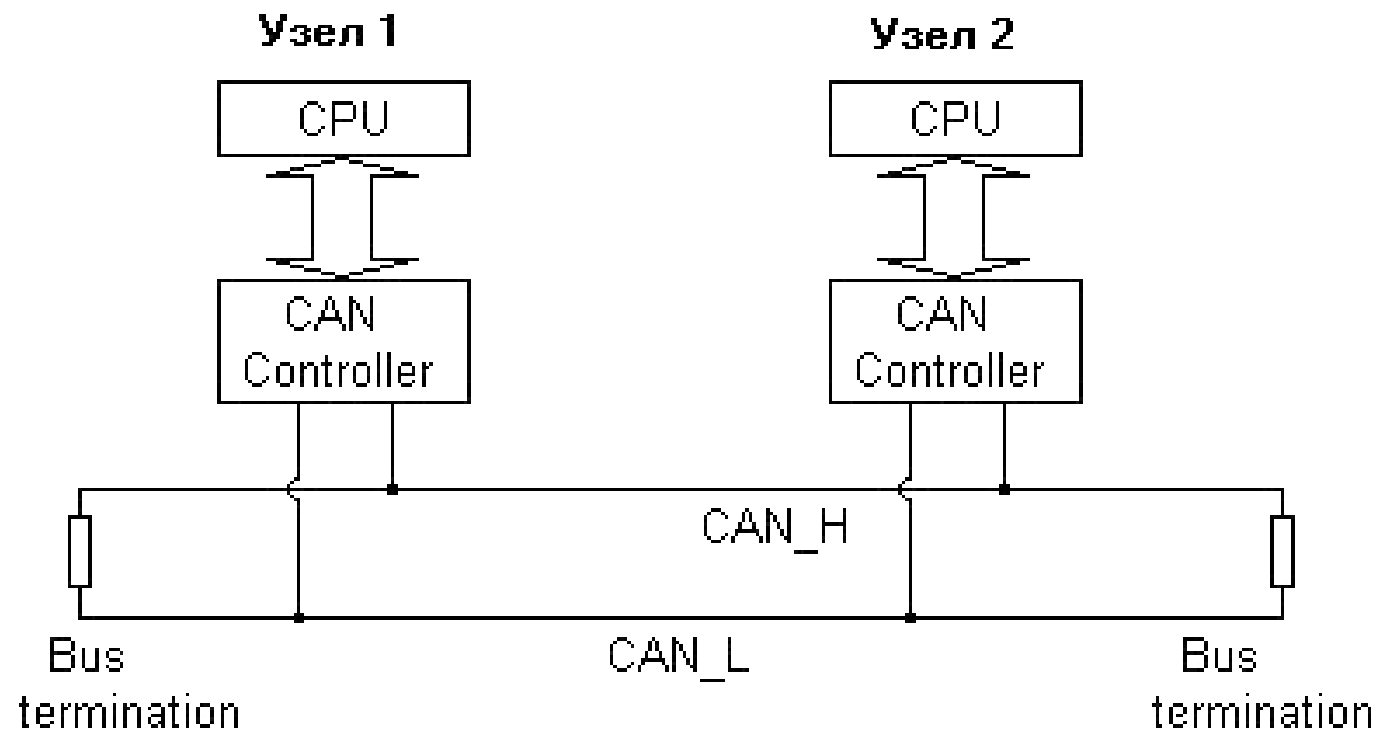 Узел 1
Узел 2
CPU
CPU
CAN
Controller
CAN
Controller
CAN_H
CAN_L
Bus
termination
Bus
termination